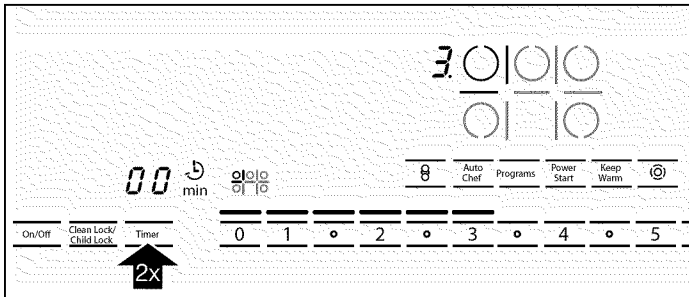 3.
00 min
Auto Chef Programs Power Start Keep Warm
On/Off Clean Lock/ Child Lock Timer 0 1 2 3 4 5
2x